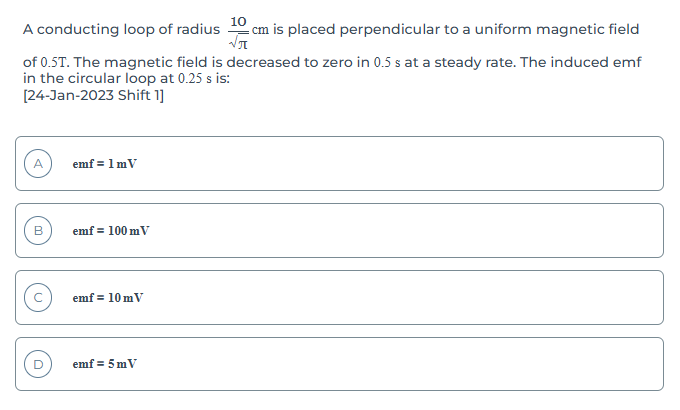 A conducting loop of radius 10/√π cm is placed perpendicular to a uniform magnetic field
of 0.5T. The magnetic field is decreased to zero in 0.5 s at a steady rate. The induced emf
in the circular loop at 0.25 s is:
[24-Jan-2023 Shift 1]
A emf = 1 mV
B emf = 100 mV
C emf = 10 mV
D emf = 5 mV